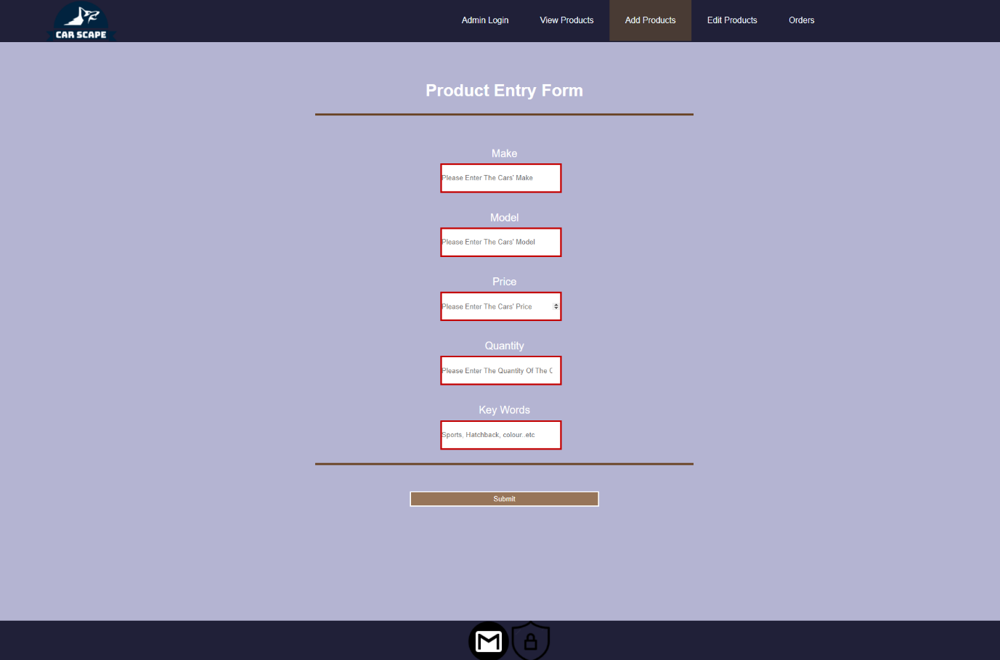 CAR SCAPE
Admin Login
View Products
Add Products
Edit Products
Orders
Product Entry Form
Make
Please Enter The Cars' Make
Model
Please Enter The Cars' Model
Price
Please Enter The Cars' Price
Quantity
Please Enter The Quantity Of The C
Key Words
Sports, Hatchback, colour..etc
Submit